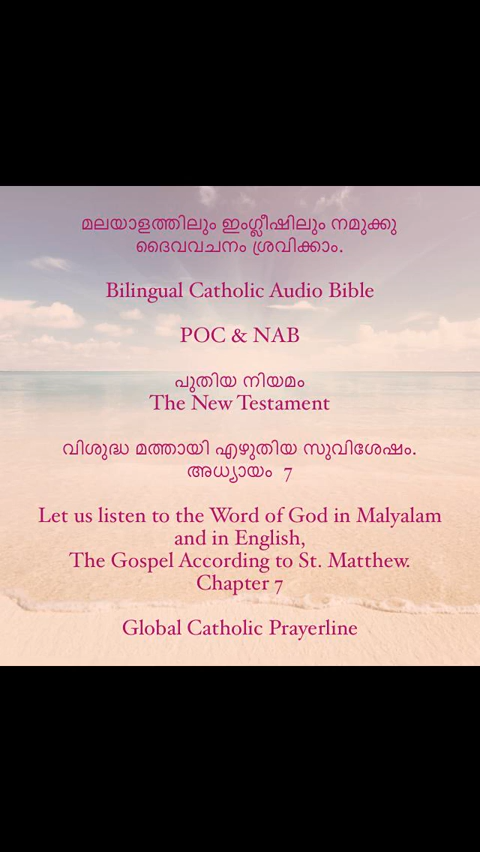 മലയാളത്തിലും ഇംഗ്ലീഷിലും നമുക്കു
ദൈവവചനം ശ്രവിക്കാം.
Bilingual Catholic Audio Bible
POC & NAB
പുതിയ നിയമം
The New Testament
വിശുദ്ധ മത്തായി എഴുതിയ സുവിശേഷം.
അധ്യായം 7
Let us listen to the Word of God in Malyalam
and in English,
The Gospel According to St. Matthew.
Chapter 7
Global Catholic Prayerline